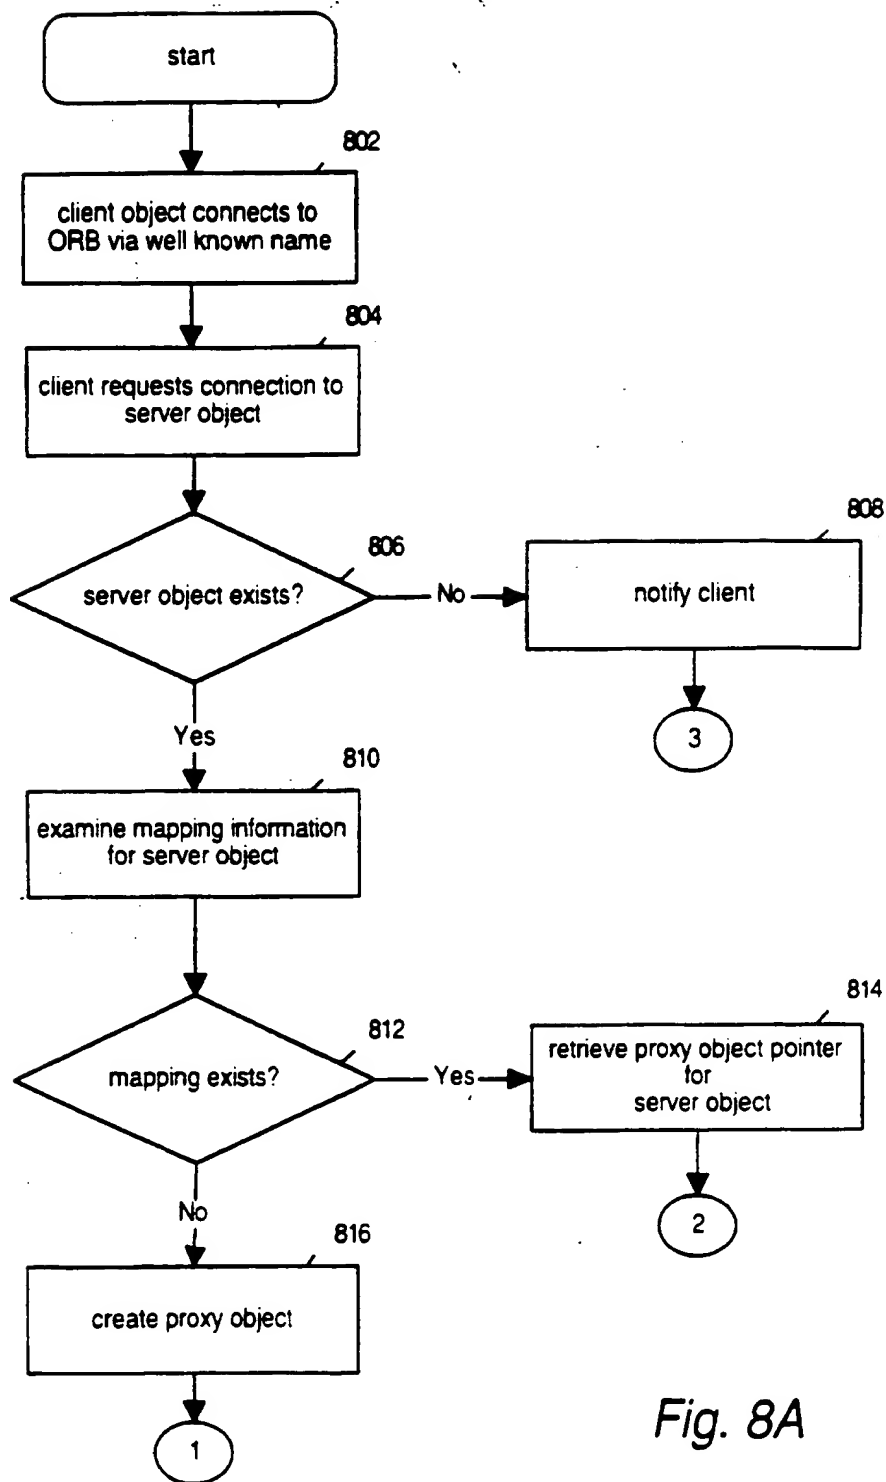 start
802
client object connects to
ORB via well known name
804
client requests connection to
server object
806
server object exists?
No
808
notify client
3
Yes
810
examine mapping information
for server object
812
mapping exists?
Yes
814
retrieve proxy object pointer
for
server object
2
No
816
create proxy object
1
Fig. 8A